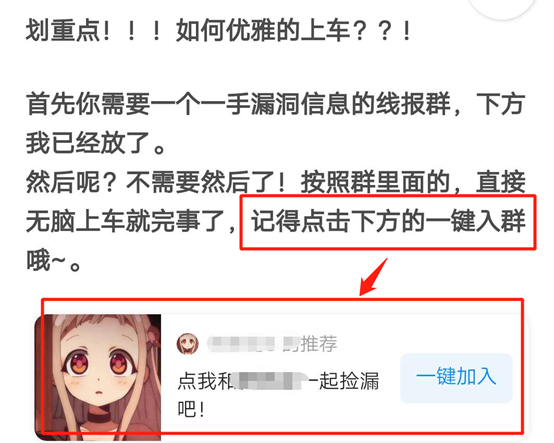 划重点！！！如何优雅的上车？？！
首先你需要一个一手漏洞信息的线报群，下方
我已经放了。
然后呢？不需要然后了！按照群里面的，直接
无脑上车就完事了，记得点击下方的一键入群
哦~。
的推荐
点我和一起捡漏
吧！
一键加入